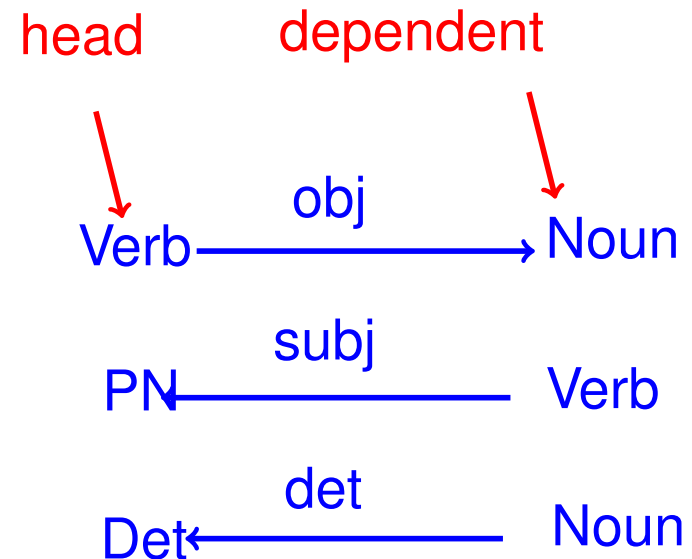 head dependent
obj
Verb Noun
subj
PN Verb
det
Det Noun